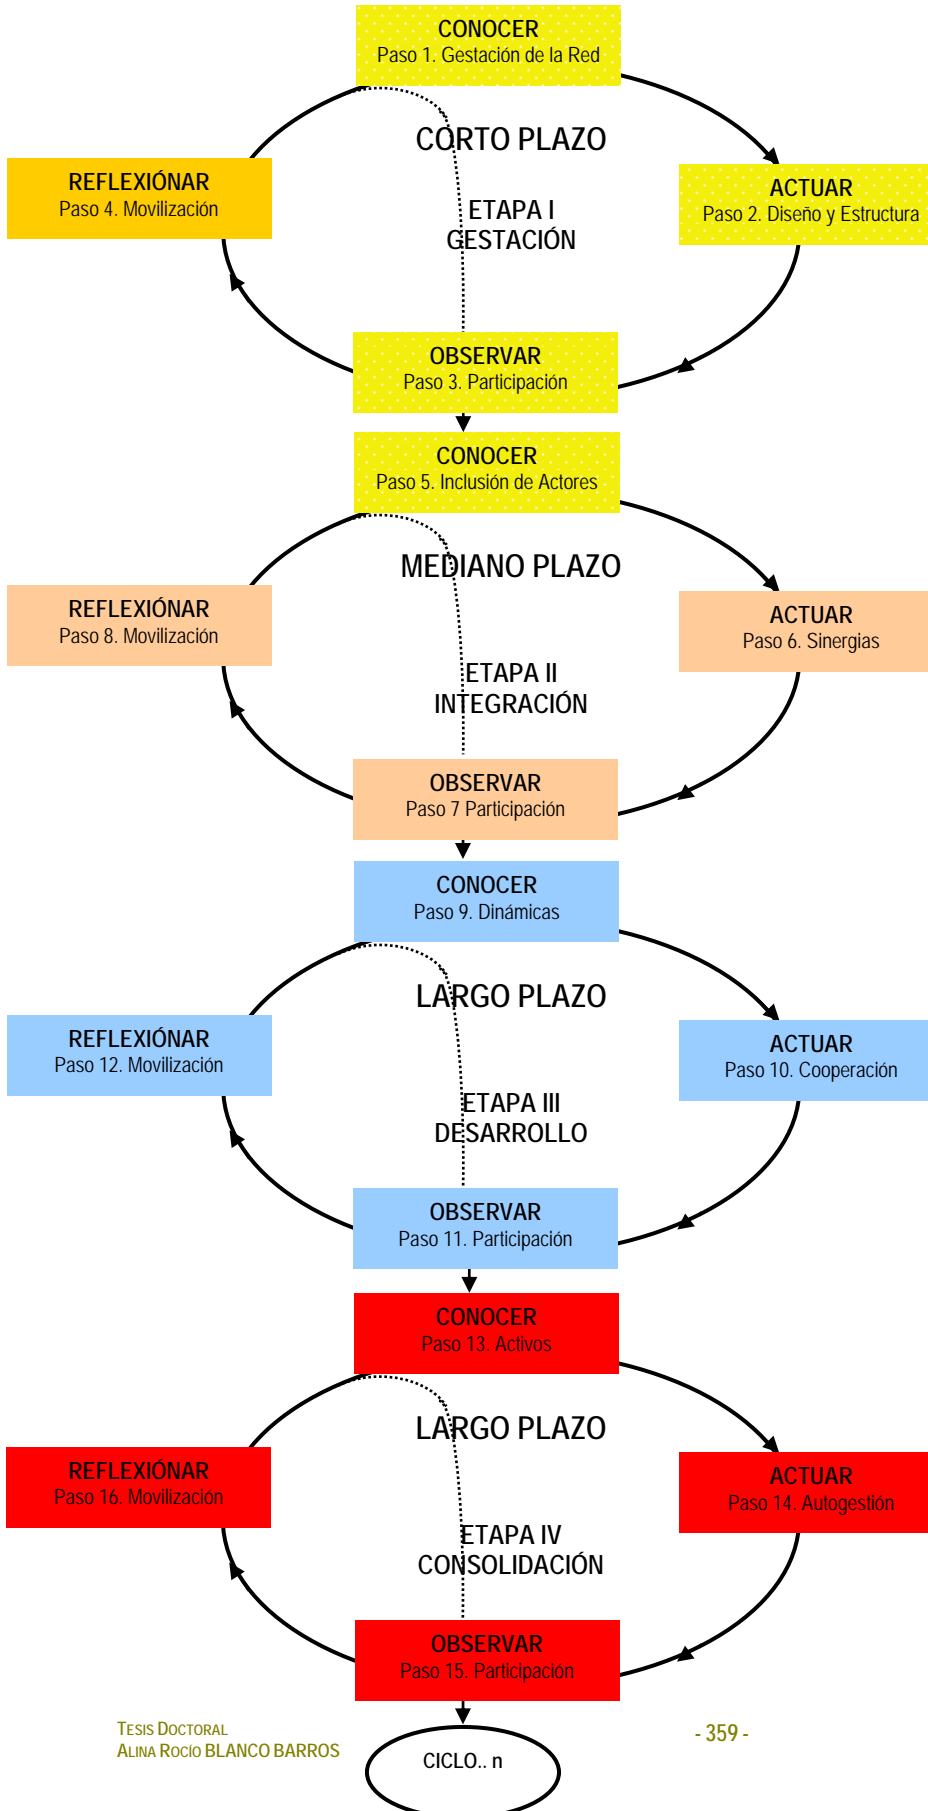 CONOCER
Paso 1. Gestación de la Red
CORTO PLAZO
REFLEXIÓNAR
Paso 4. Movilización
ACTUAR
Paso 2. Diseño y Estructura
ETAPA I
GESTACIÓN
OBSERVAR
Paso 3. Participación
CONOCER
Paso 5. Inclusión de Actores
MEDIANO PLAZO
REFLEXIÓNAR
Paso 8. Movilización
ACTUAR
Paso 6. Sinergias
ETAPA II
INTEGRACIÓN
OBSERVAR
Paso 7 Participación
CONOCER
Paso 9. Dinámicas
LARGO PLAZO
REFLEXIÓNAR
Paso 12. Movilización
ACTUAR
Paso 10. Cooperación
ETAPA III
DESARROLLO
OBSERVAR
Paso 11. Participación
CONOCER
Paso 13. Activos
LARGO PLAZO
REFLEXIÓNAR
Paso 16. Movilización
ACTUAR
Paso 14. Autogestión
ETAPA IV
CONSOLIDACIÓN
OBSERVAR
Paso 15. Participación
TESIS DOCTORAL
ALINA ROCÍO BLANCO BARROS
- 359 -
CICLO.. n